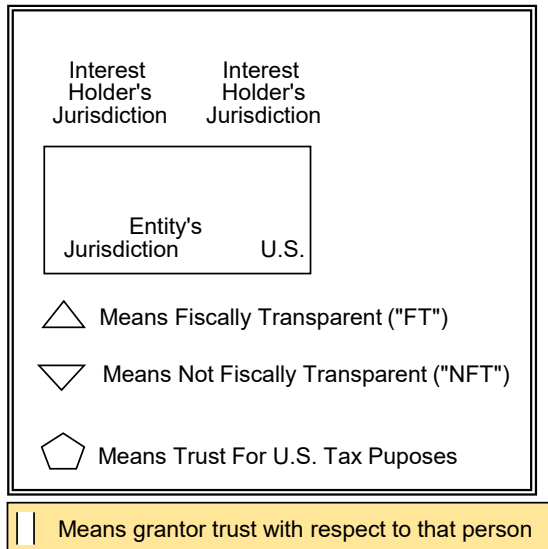 Interest Interest
Holder's Holder's
Jurisdiction Jurisdiction
Entity's
Jurisdiction U.S.
Means Fiscally Transparent ("FT")
Means Not Fiscally Transparent ("NFT")
Means Trust For U.S. Tax Puposes
Means grantor trust with respect to that person